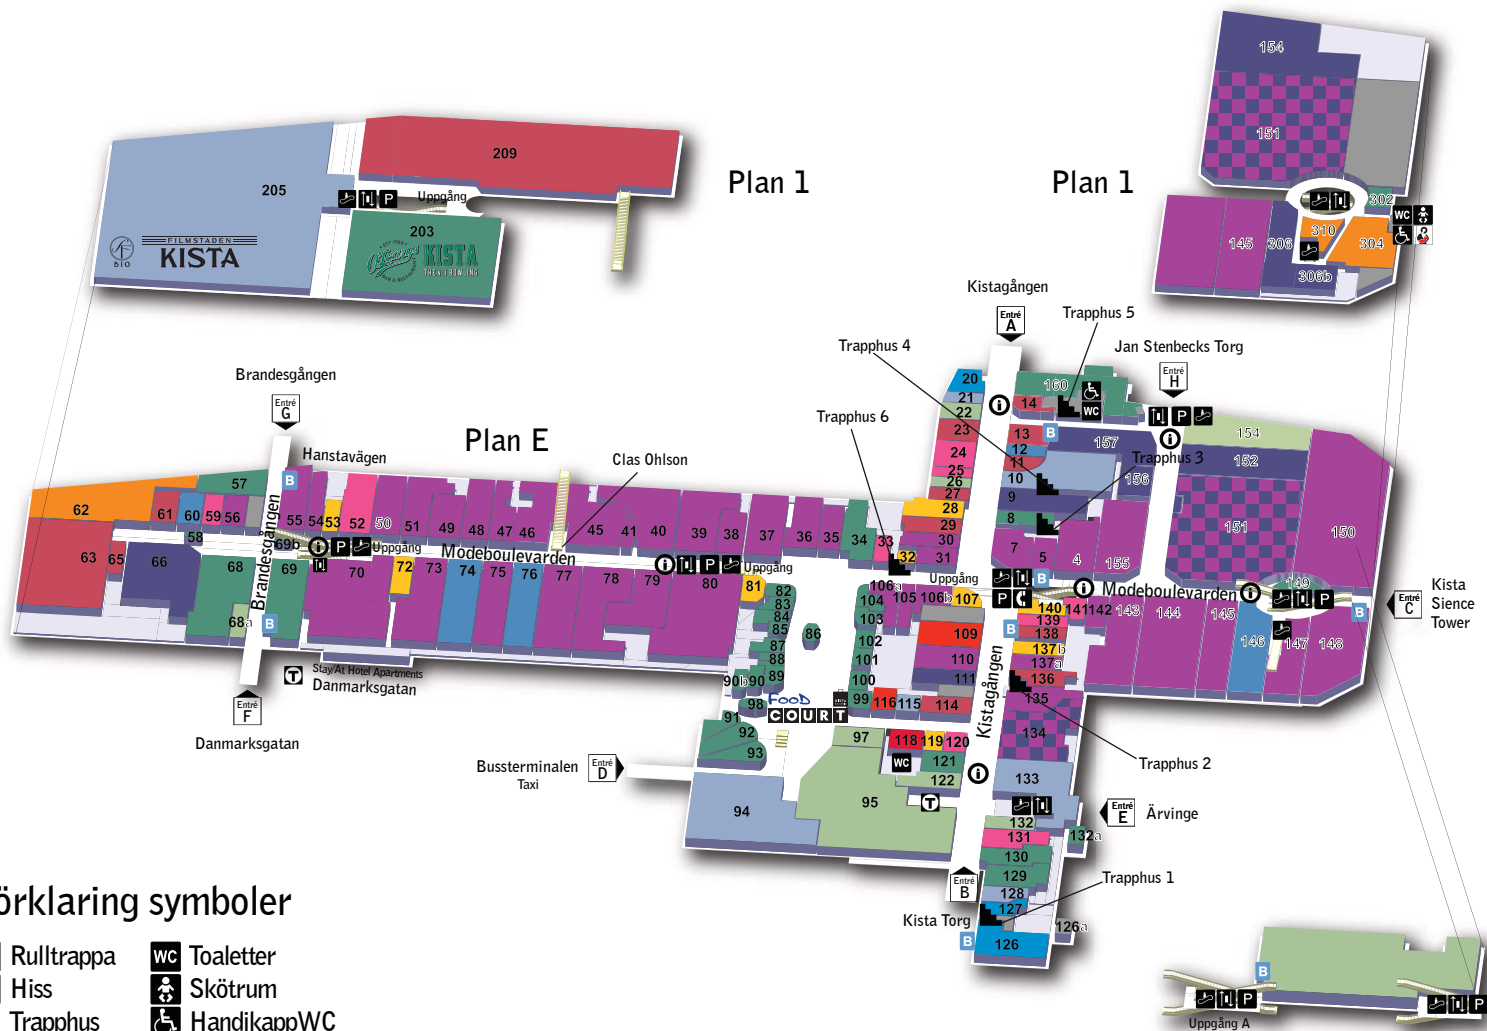 154
209
Plan 1
Plan 1
151
205
Uppgång
302
WC
203
EST 1993
O'Learys
BAR & RESTAURANT
KISTA
THE №1 BOWLING
BIO
FILMSTADEN
KISTA
145
306
310
304
306b
Kistagången
Entré
A
Trapphus 5
Trapphus 4
Jan Stenbecks Torg
Entré
H
Brandesgången
Entré
G
20
21
22
23
24
25
26
27
28
29
30
31
160
14
WC
13
12
11
10
9
8
7
5
4
B
157
156
155
154
152
151
150
Trapphus 6
Trapphus 3
Plan E
Hanstavägen
Clas Ohlson
B
57
62
61
60
59
56
58
55
54
53
52
50
51
49
48
47
46
45
41
40
39
38
37
36
35
34
33
32
63
65
66
68
68a
69b
69
70
72
73
74
75
76
77
78
79
80
81
Brandesgången
P
Uppgång
Modeboulevarden
P
Uppgång
B
82
83
84
85
86
87
88
89
90b
90
91
92
93
98
Food
COURT
106a
104
105
106b
107
103
102
101
100
99
109
110
111
116
115
114
Uppgång
P
B
Modeboulevarden
149
P
B
Entré
C
Kista
Sience
Tower
140
141
142
139
138
137b
137a
136
135
134
133
B
143
144
145
146
147
148
Kistagången
T
Stay/At Hotel Apartments
Danmarksgatan
Entré
F
Danmarksgatan
Bussterminalen
Taxi
Entré
D
94
95
97
118
119
120
WC
121
122
T
Trapphus 2
Entré
E
Ärvinge
132
132a
131
130
129
128
127
126
126a
Entré
B
Kista Torg
B
Trapphus 1
örklaring symboler
Rulltrappa
WC
Toaletter
Hiss
Skötrum
Trapphus
HandikappWC
B
P
Uppgång A
P